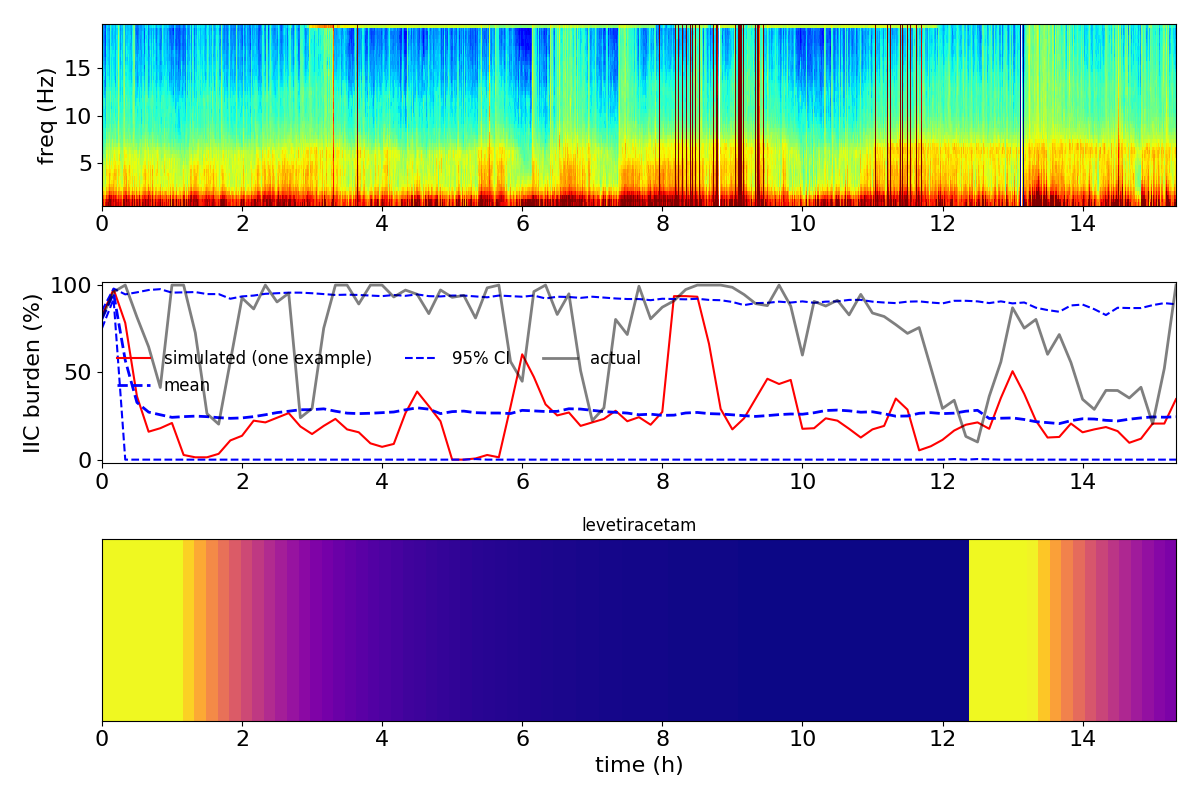 freq (Hz)
15
10
5
0 2 4 6 8 10 12 14
IIC burden (%)
100
50
0
simulated (one example) 95% CI actual
mean
0 2 4 6 8 10 12 14
levetiracetam
0 2 4 6 8 10 12 14
time (h)